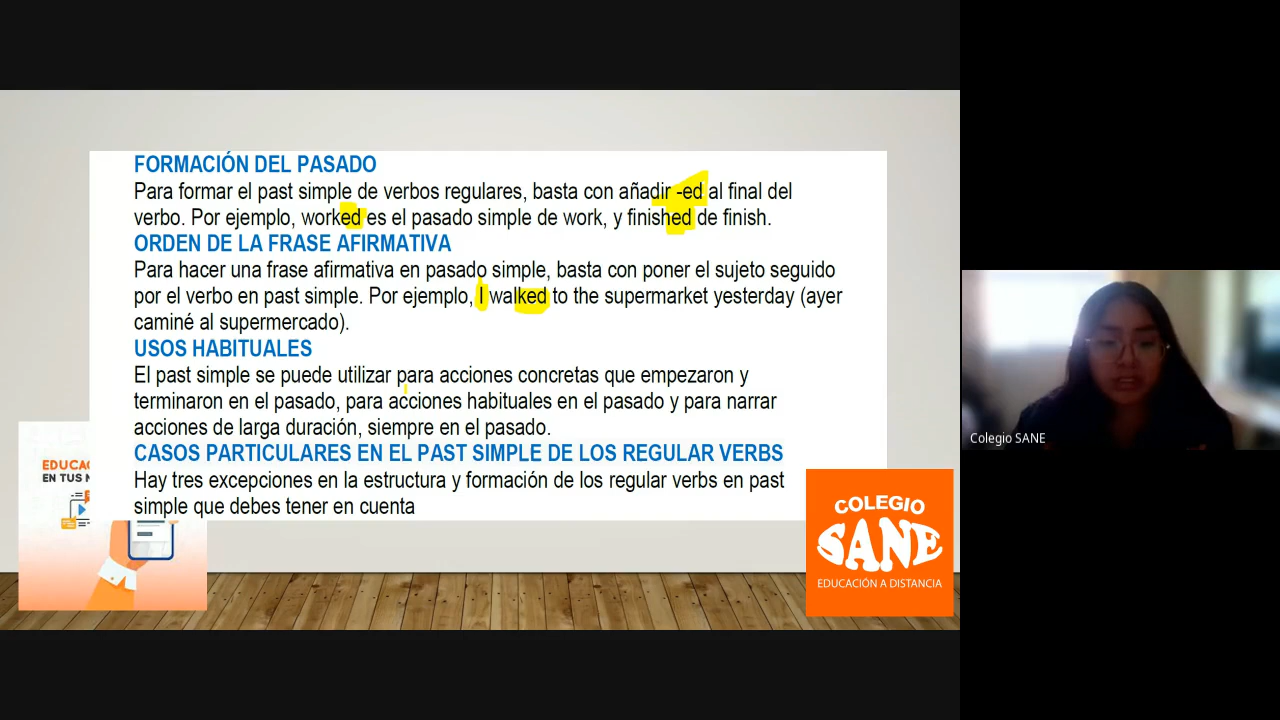 FORMACIÓN DEL PASADO
Para formar el past simple de verbos regulares, basta con añadir -ed al final del
verbo. Por ejemplo, worked es el pasado simple de work, y finished de finish.
ORDEN DE LA FRASE AFIRMATIVA
Para hacer una frase afirmativa en pasado simple, basta con poner el sujeto seguido
por el verbo en past simple. Por ejemplo, I walked to the supermarket yesterday (ayer
caminé al supermercado).
USOS HABITUALES
El past simple se puede utilizar para acciones concretas que empezaron y
terminaron en el pasado, para acciones habituales en el pasado y para narrar
acciones de larga duración, siempre en el pasado.
CASOS PARTICULARES EN EL PAST SIMPLE DE LOS REGULAR VERBS
Hay tres excepciones en la estructura y formación de los regular verbs en past
simple que debes tener en cuenta
EDUCA
EN TUS
COLEGIO
SANE
EDUCACIÓN A DISTANCIA
Colegio SANE